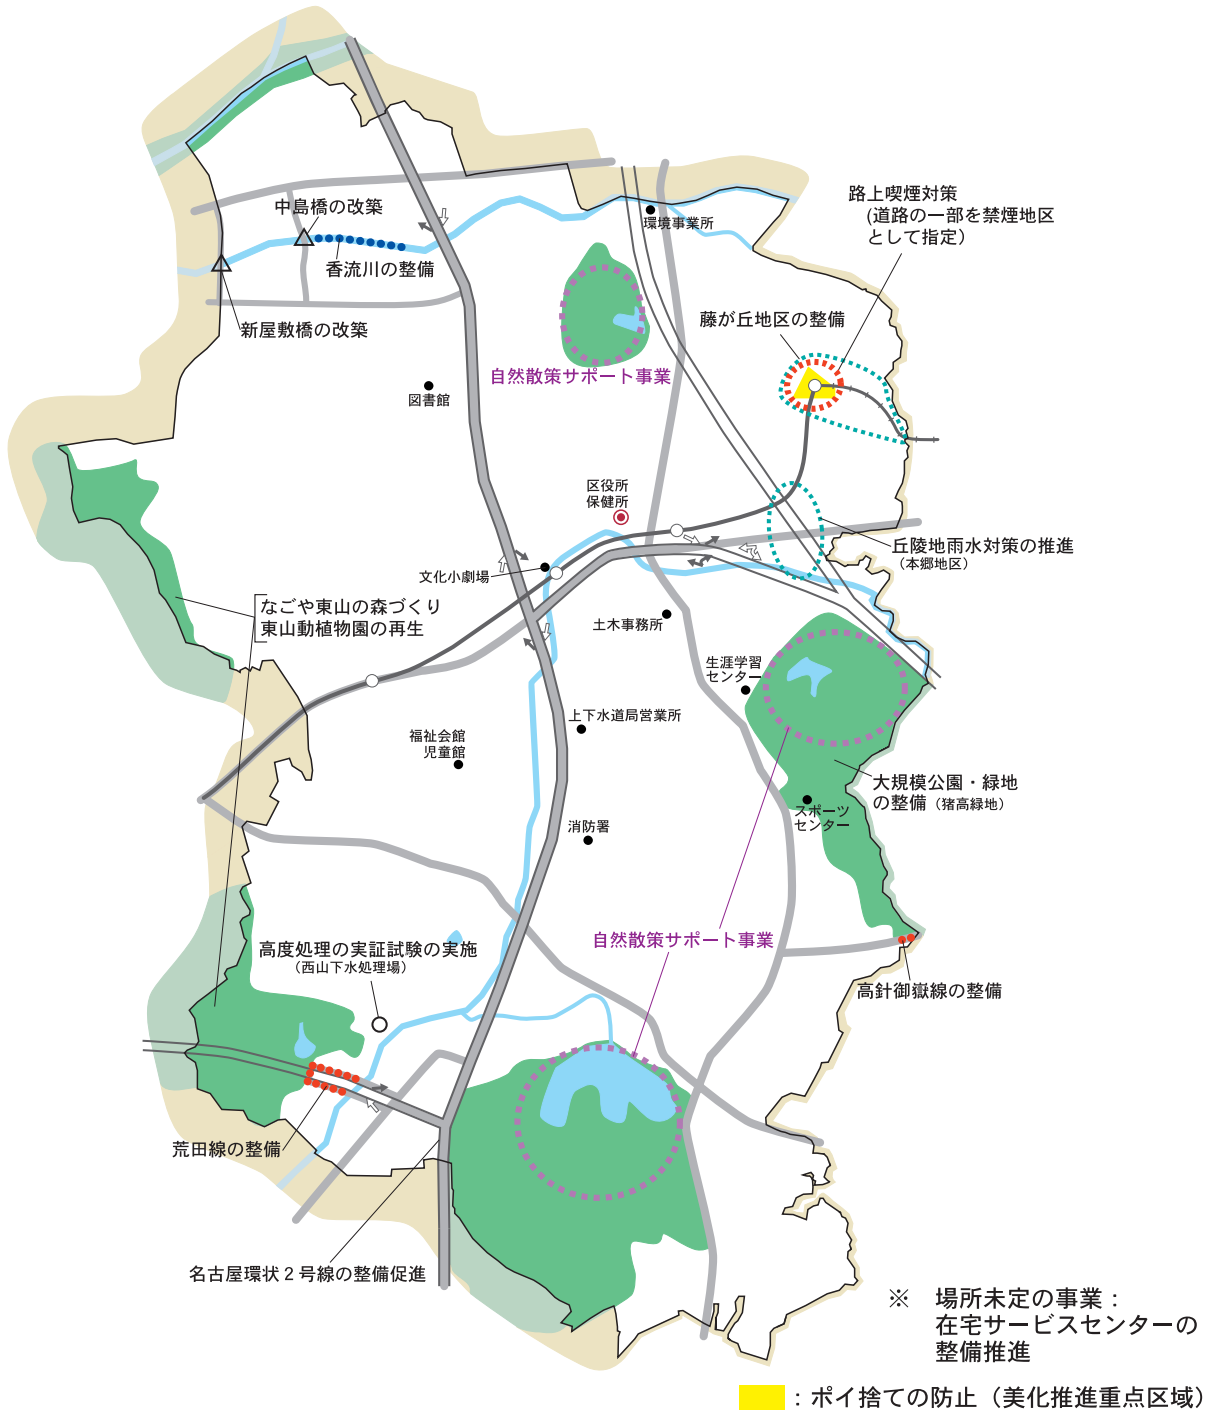 路上喫煙対策
(道路の一部を禁煙地区
として指定）
中島橋の改築
環境事業所
香流川の整備
新屋敷橋の改築
藤が丘地区の整備
自然散策サポート事業
図書館
区役所
保健所
丘陵地雨水対策の推進
（本郷地区）
文化小劇場
なごや東山の森づくり
東山動植物園の再生
土木事務所
生涯学習
センター
上下水道局営業所
福祉会館
児童館
大規模公園・緑地
の整備（猪高緑地）
スポーツ
センター
消防署
自然散策サポート事業
高度処理の実証試験の実施
（西山下水処理場）
高針御嶽線の整備
荒田線の整備
名古屋環状２号線の整備促進
※　場所未定の事業：
在宅サービスセンターの
整備推進
：ポイ捨ての防止（美化推進重点区域）